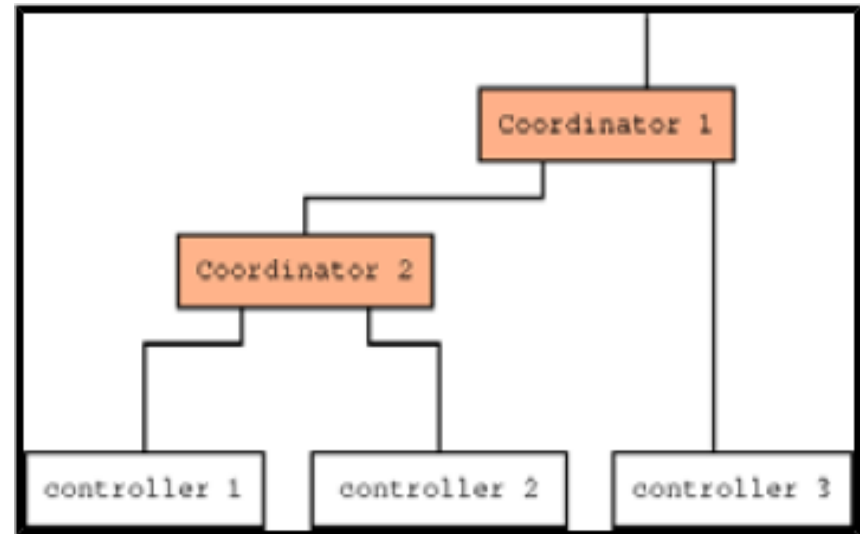 Coordinator 1
Coordinator 2
controller 1
controller 2
controller 3